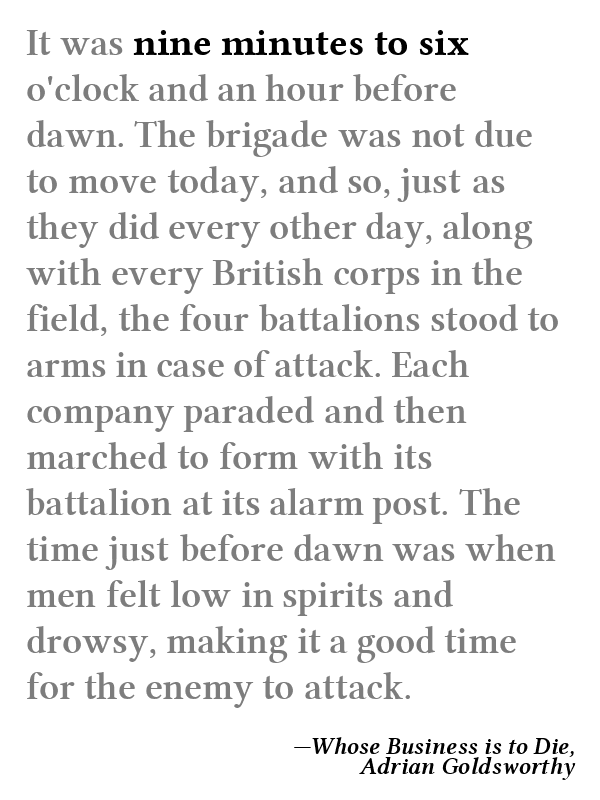 It was nine minutes to six
o'clock and an hour before
dawn. The brigade was not due
to move today, and so, just as
they did every other day, along
with every British corps in the
field, the four battalions stood to
arms in case of attack. Each
company paraded and then
marched to form with its
battalion at its alarm post. The
time just before dawn was when
men felt low in spirits and
drowsy, making it a good time
for the enemy to attack.
—Whose Business is to Die,
Adrian Goldsworthy